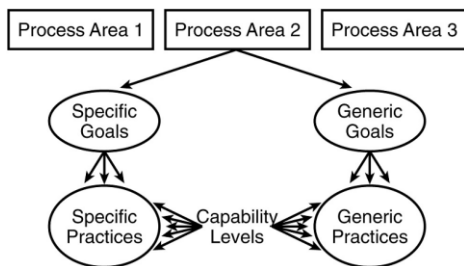 Process Area 1
Process Area 2
Process Area 3
Specific
Goals
Generic
Goals
Specific
Practices
Capability
Levels
Generic
Practices